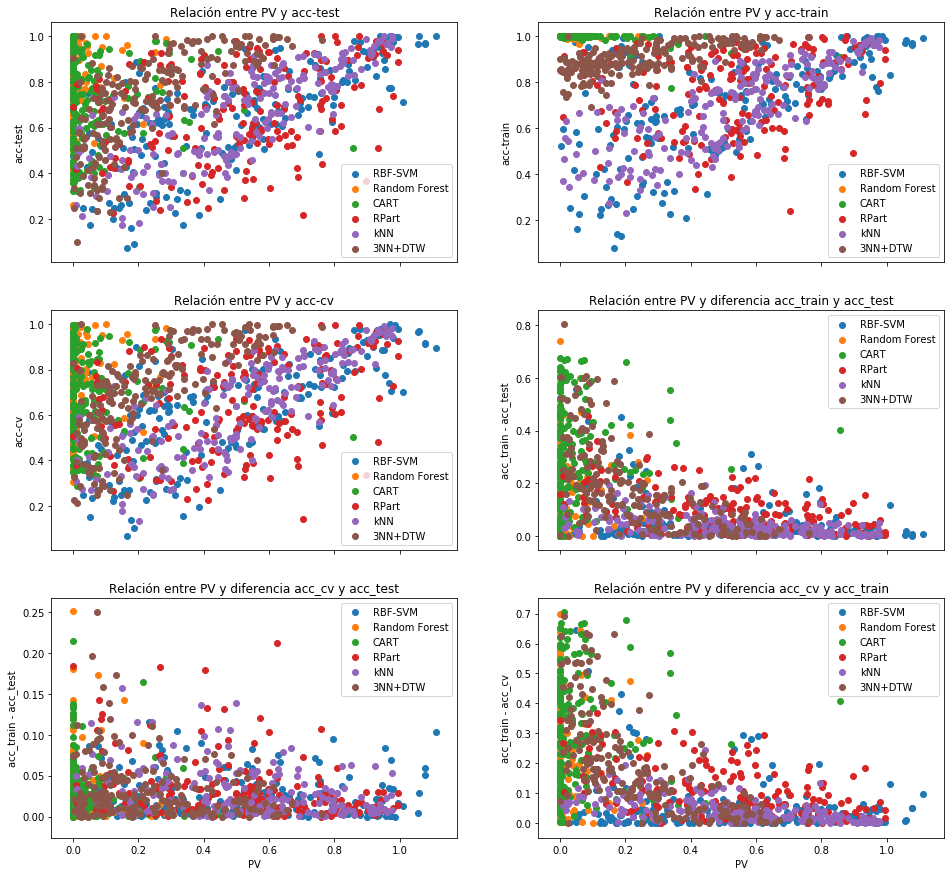 Relación entre PV y acc-test
1.0
0.8
0.6
0.4
0.2
acc-test
RBF-SVM
Random Forest
CART
RPart
kNN
3NN+DTW
Relación entre PV y acc-train
1.0
0.8
0.6
0.4
0.2
acc-train
RBF-SVM
Random Forest
CART
RPart
kNN
3NN+DTW
Relación entre PV y acc-cv
1.0
0.8
0.6
0.4
0.2
acc-cv
RBF-SVM
Random Forest
CART
RPart
kNN
3NN+DTW
Relación entre PV y diferencia acc_train y acc_test
0.8
0.6
0.4
0.2
0.0
acc_train - acc_test
RBF-SVM
Random Forest
CART
RPart
kNN
3NN+DTW
Relación entre PV y diferencia acc_cv y acc_test
0.25
0.20
0.15
0.10
0.05
0.00
acc_train - acc_test
RBF-SVM
Random Forest
CART
RPart
kNN
3NN+DTW
0.0 0.2 0.4 0.6 0.8 1.0
PV
Relación entre PV y diferencia acc_cv y acc_train
0.7
0.6
0.5
0.4
0.3
0.2
0.1
0.0
acc_train - acc_cv
RBF-SVM
Random Forest
CART
RPart
kNN
3NN+DTW
0.0 0.2 0.4 0.6 0.8 1.0
PV